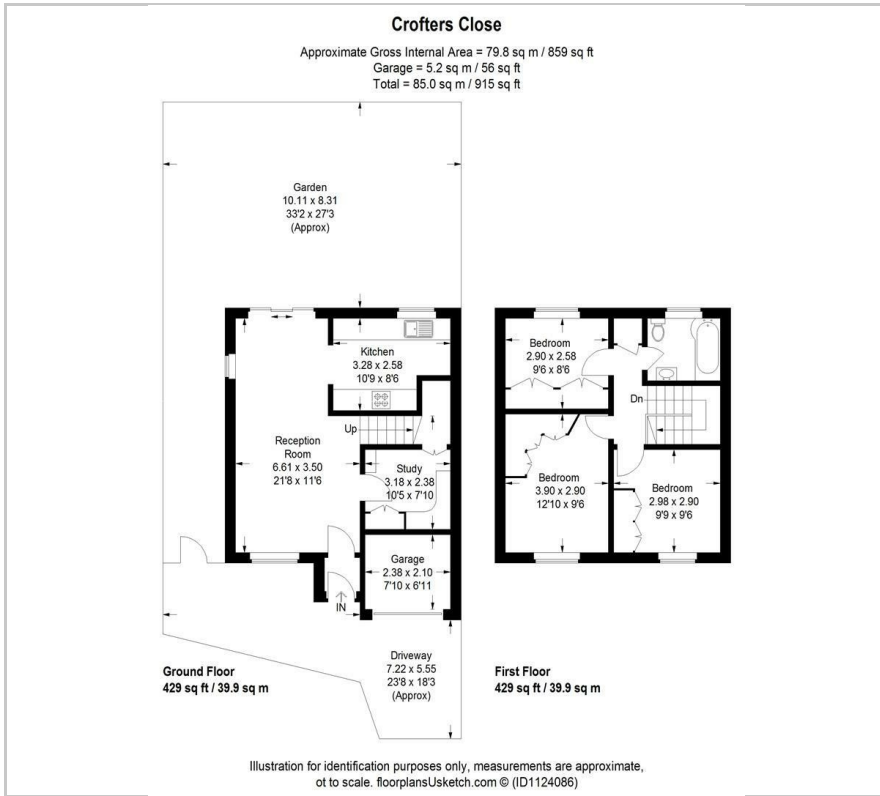 Crofters Close
Approximate Gross Internal Area = 79.8 sq m / 859 sq ft
Garage = 5.2 sq m / 56 sq ft
Total = 85.0 sq m / 915 sq ft
Garden
10.11 x 8.31
33'2 x 27'3
(Approx)
Kitchen
3.28 x 2.58
10'9 x 8'6
Up
Reception
Room
6.61 x 3.50
21'8 x 11'6
Study
3.18 x 2.38
10'5 x 7'10
Garage
2.38 x 2.10
7'10 x 6'11
IN
Driveway
7.22 x 5.55
23'8 x 18'3
(Approx)
Ground Floor
429 sq ft / 39.9 sq m
Bedroom
2.90 x 2.58
9'6 x 8'6
Dn
Bedroom
3.90 x 2.90
12'10 x 9'6
Bedroom
2.98 x 2.90
9'9 x 9'6
First Floor
429 sq ft / 39.9 sq m
Illustration for identification purposes only, measurements are approximate,
ot to scale. floorplansUsketch.com © (ID1124086)